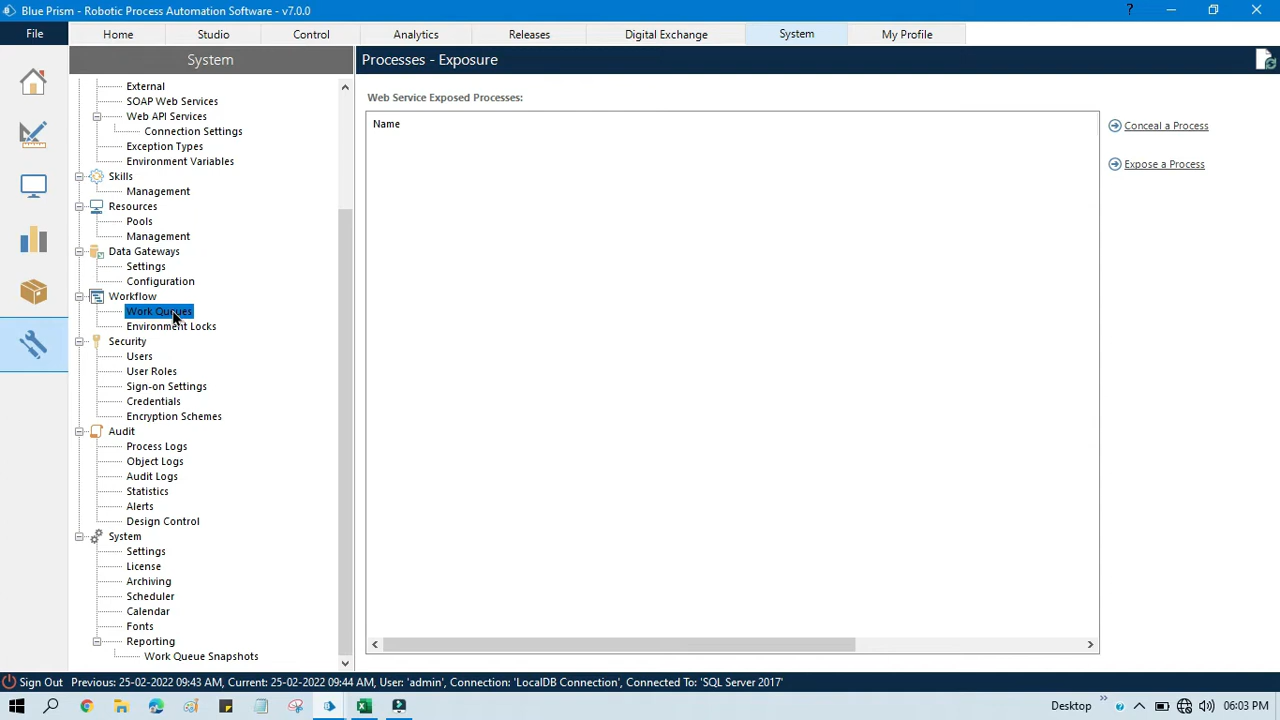 Blue Prism - Robotic Process Automation Software - v7.0.0
?
File
Home
Studio
Control
Analytics
Releases
Digital Exchange
System
My Profile
System
Processes - Exposure
External
SOAP Web Services
Web API Services
Connection Settings
Exception Types
Environment Variables
Skills
Management
Resources
Pools
Management
Data Gateways
Settings
Configuration
Workflow
Work Queues
Environment Locks
Security
Users
User Roles
Sign-on Settings
Credentials
Encryption Schemes
Audit
Process Logs
Object Logs
Audit Logs
Statistics
Alerts
Design Control
System
Settings
License
Archiving
Scheduler
Calendar
Fonts
Reporting
Work Queue Snapshots
Web Service Exposed Processes:
Name
Conceal a Process
Expose a Process
Sign Out Previous: 25-02-2022 09:43 AM, Current: 25-02-2022 09:44 AM, User: 'admin', Connection: 'LocalDB Connection', Connected To: 'SQL Server 2017'
Desktop
06:03 PM